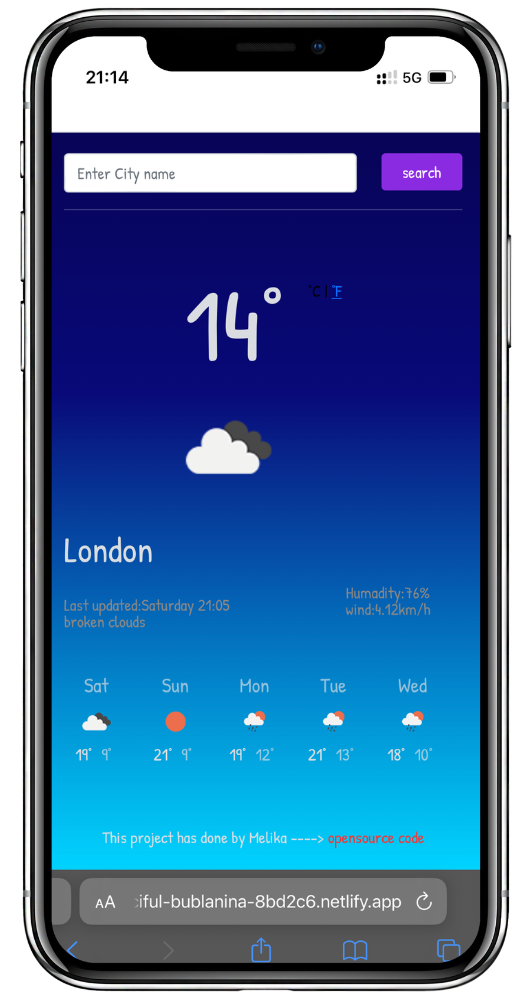 21:14
5G
Enter City name
search
14°
°C | °F
London
Last updated:Saturday 21:05
broken clouds
Humadity:76%
wind:4.12km/h
Sat Sun Mon Tue Wed
19° 9° 21° 9° 19° 12° 21° 13° 18° 10°
This project has done by Melika ----> opensource code
AA iful-bublanina-8bd2c6.netlify.app